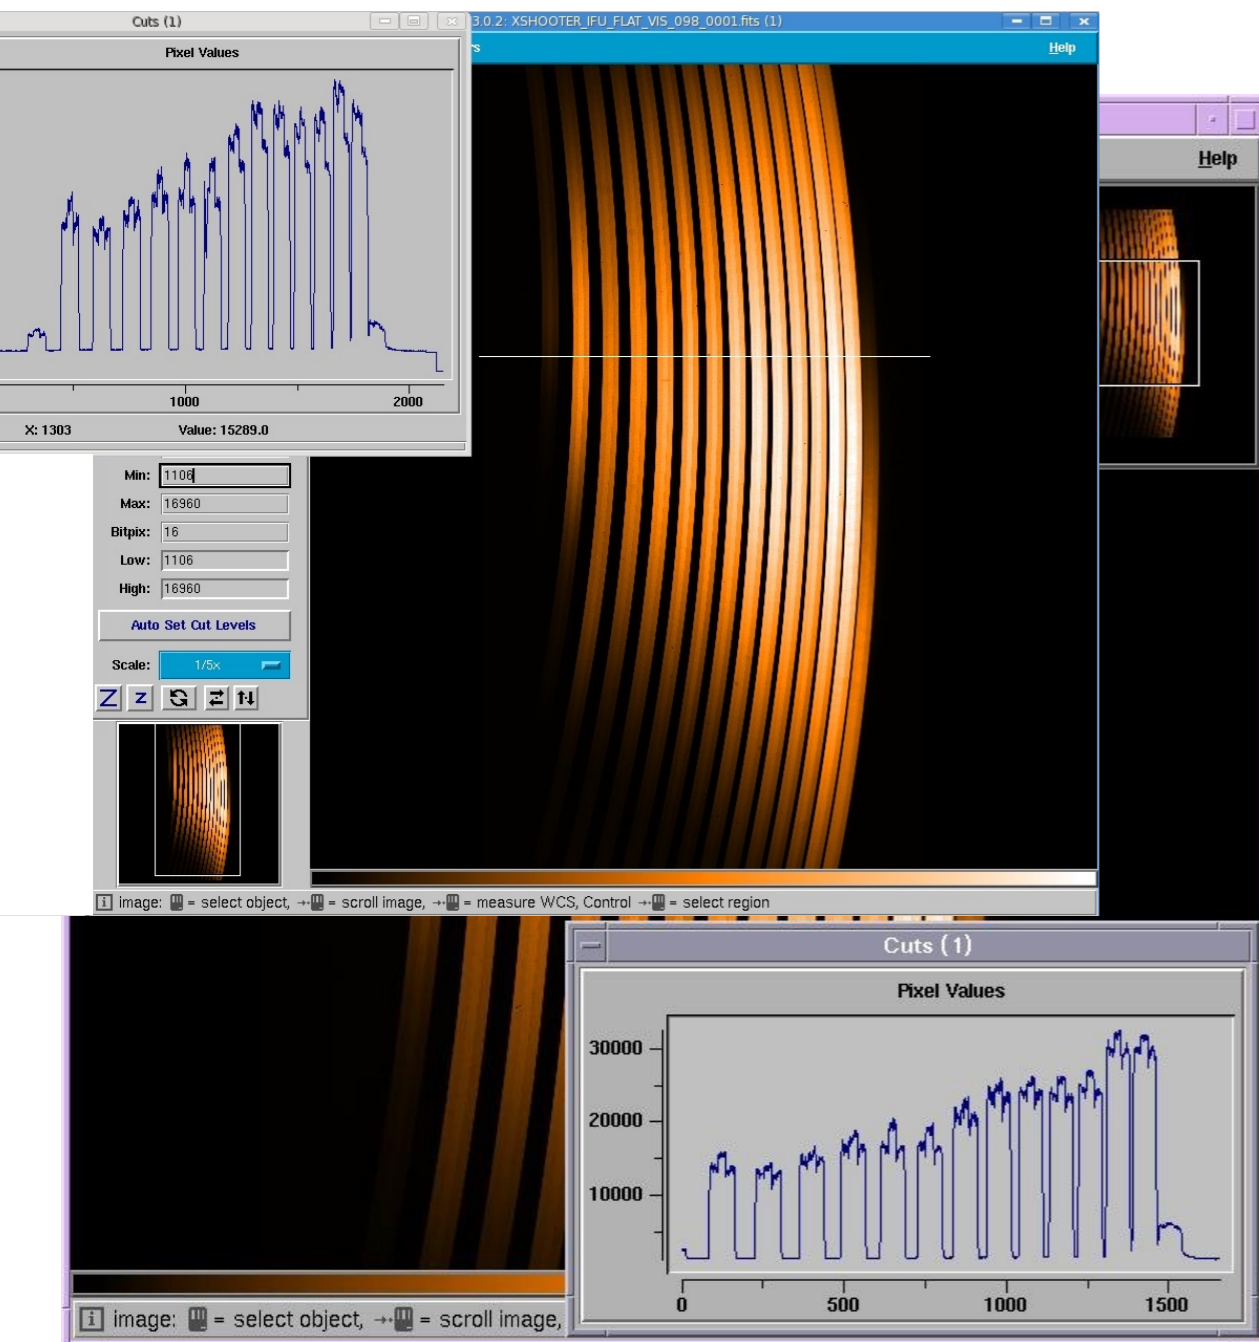 Cuts (1)
3.0.2: XSHOOTER_IFU_FLAT_VIS_098_0001.fits (1)
Pixel Values
Help
Help
1000
2000
X: 1303
Value: 15289.0
Min: 1106
Max: 16960
Bitpix: 16
Low: 1106
High: 16960
Auto Set Cut Levels
Scale: 1/5x
Z z
i image: = select object, = scroll image, = measure WCS, Control = select region
Cuts (1)
Pixel Values
30000
20000
10000
0 500 1000 1500
i image: = select object, = scroll image,